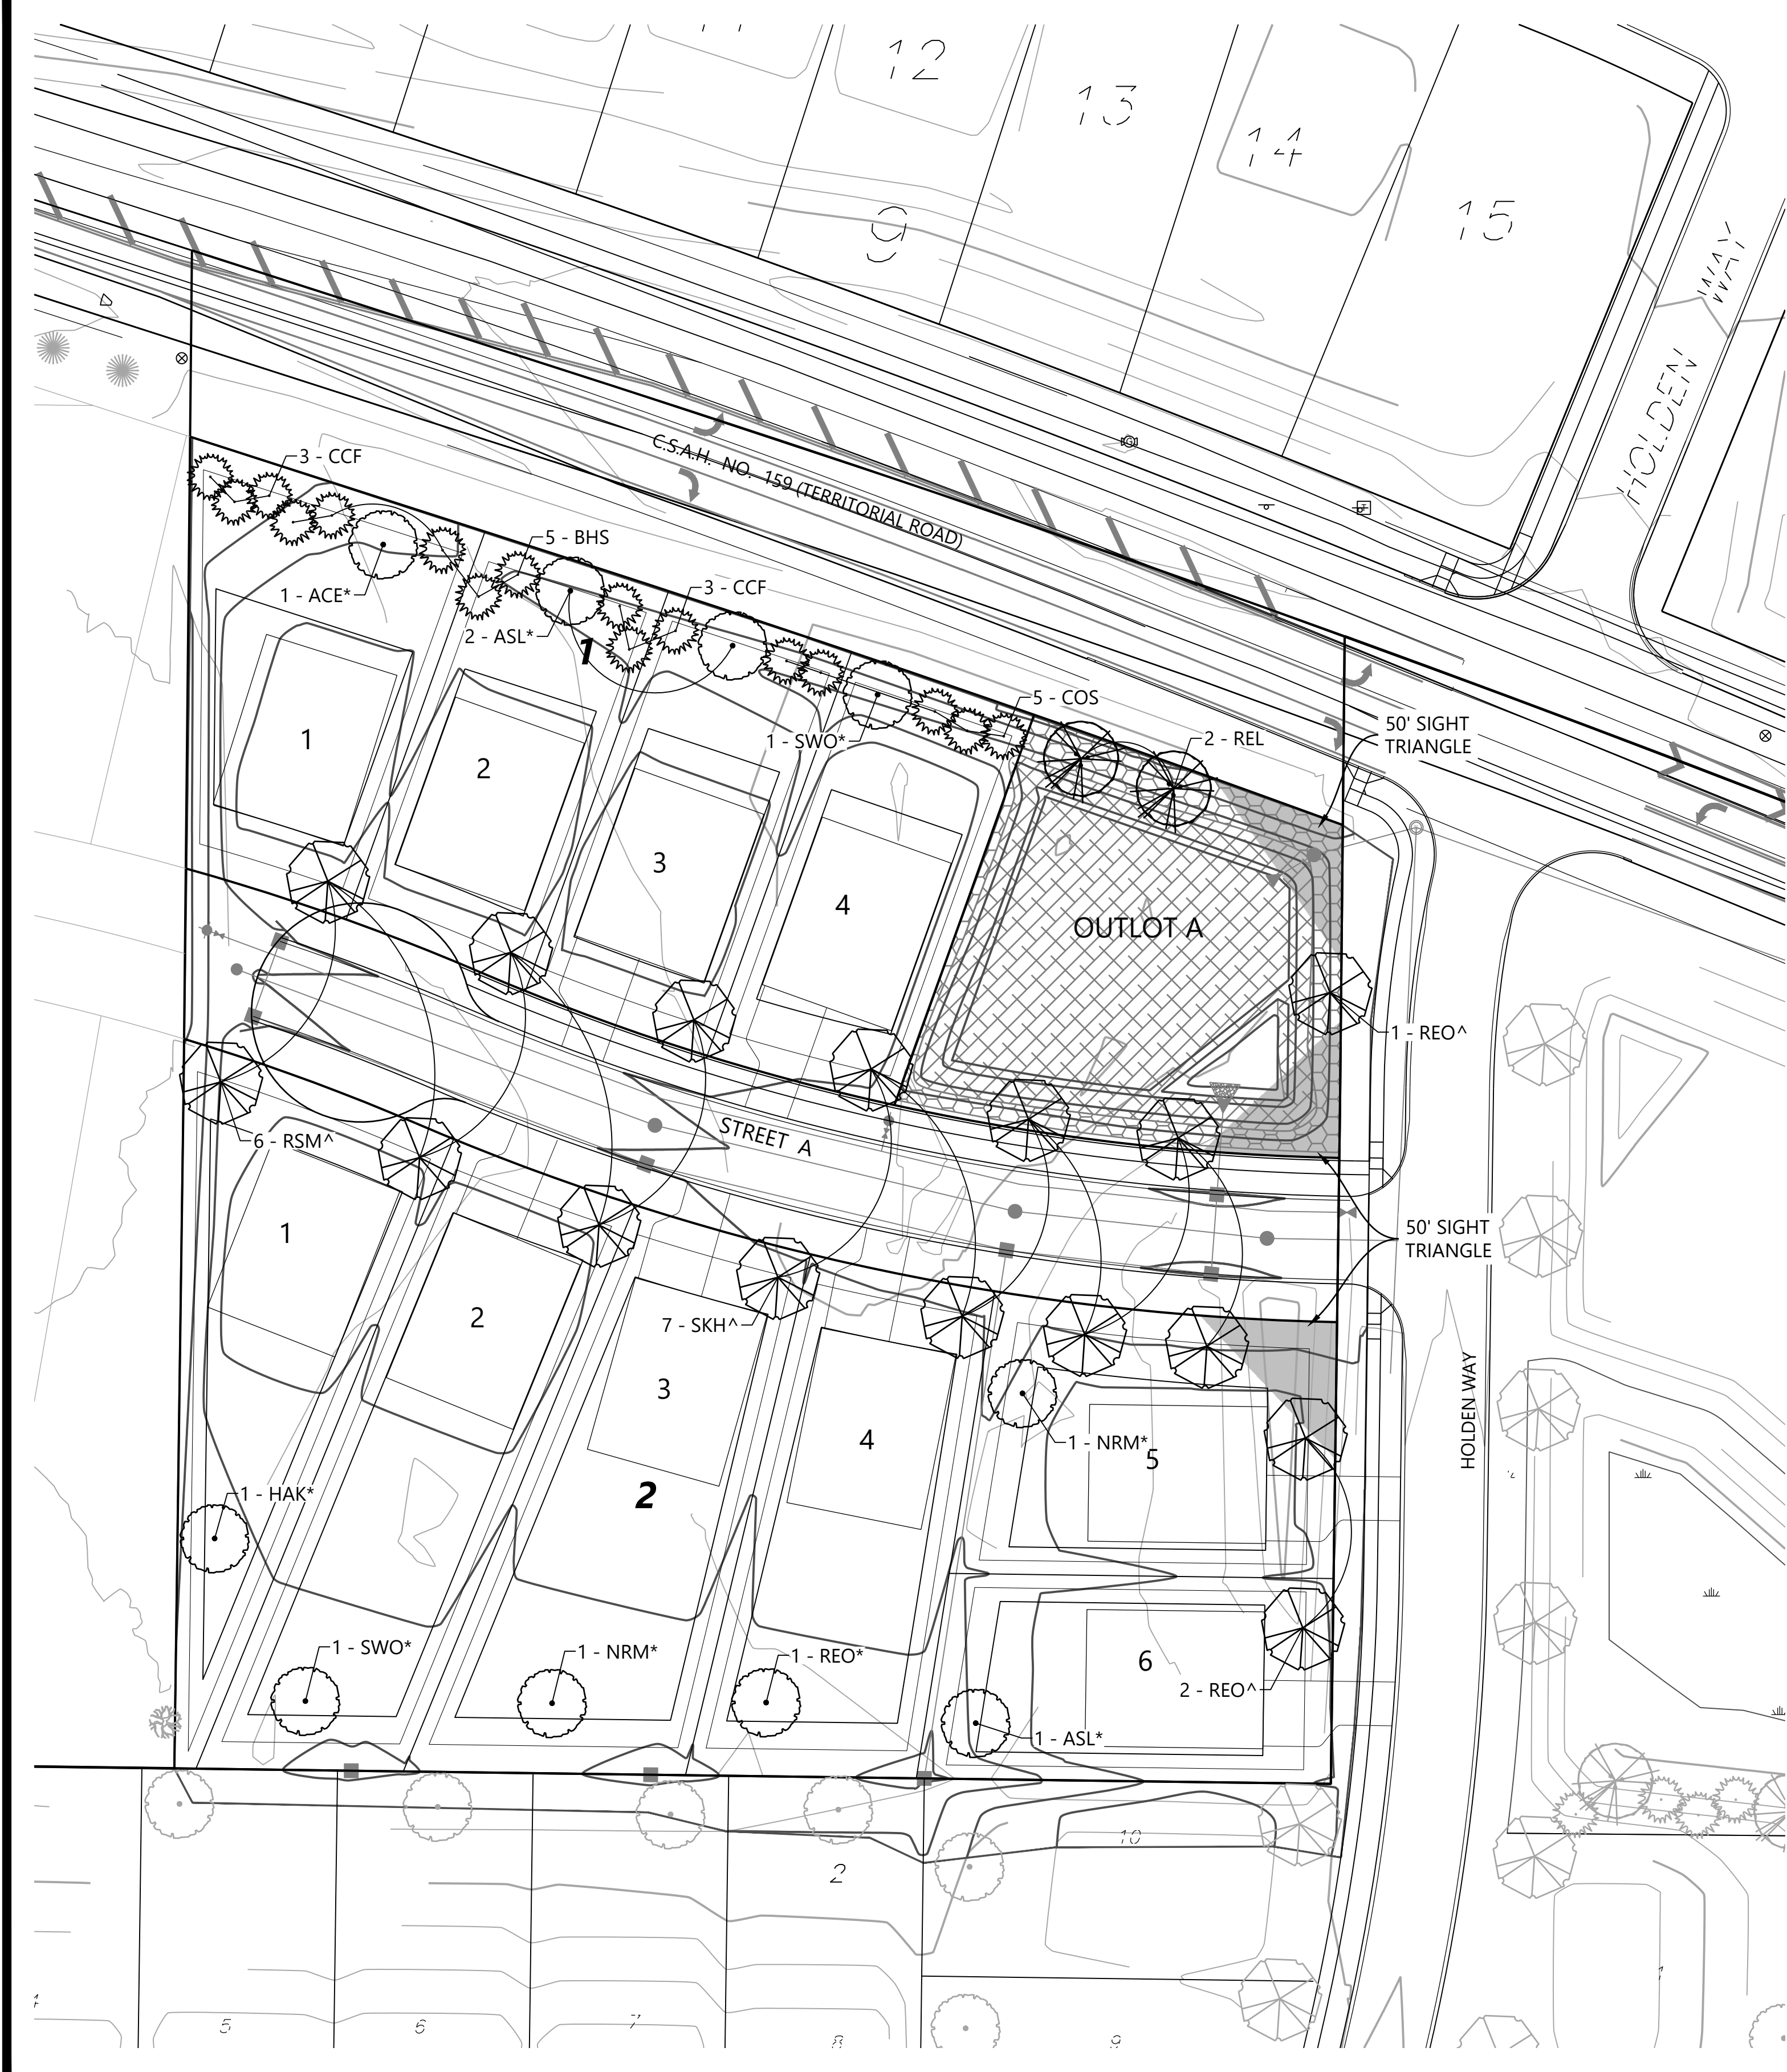 12
13
14
15
9
HOLDEN WAY
C.S.A.H. NO. 159 (TERRITORIAL ROAD)
3 - CCF
5 - BHS
1 - ACE*
3 - CCF
2 - ASL*
1
5 - COS
1 - SWO*
2 - REL
50' SIGHT
TRIANGLE
1
2
3
4
OUTLOT A
1 - REO^
STREET A
6 - RSM^
50' SIGHT
TRIANGLE
1
2
7 - SKH^
3
4
1 - NRM*
5
HOLDEN WAY
1 - HAK*
2
1 - SWO*
1 - NRM*
1 - REO*
6
2 - REO^
1 - ASL*
10
2
5
6
7
8
9
1